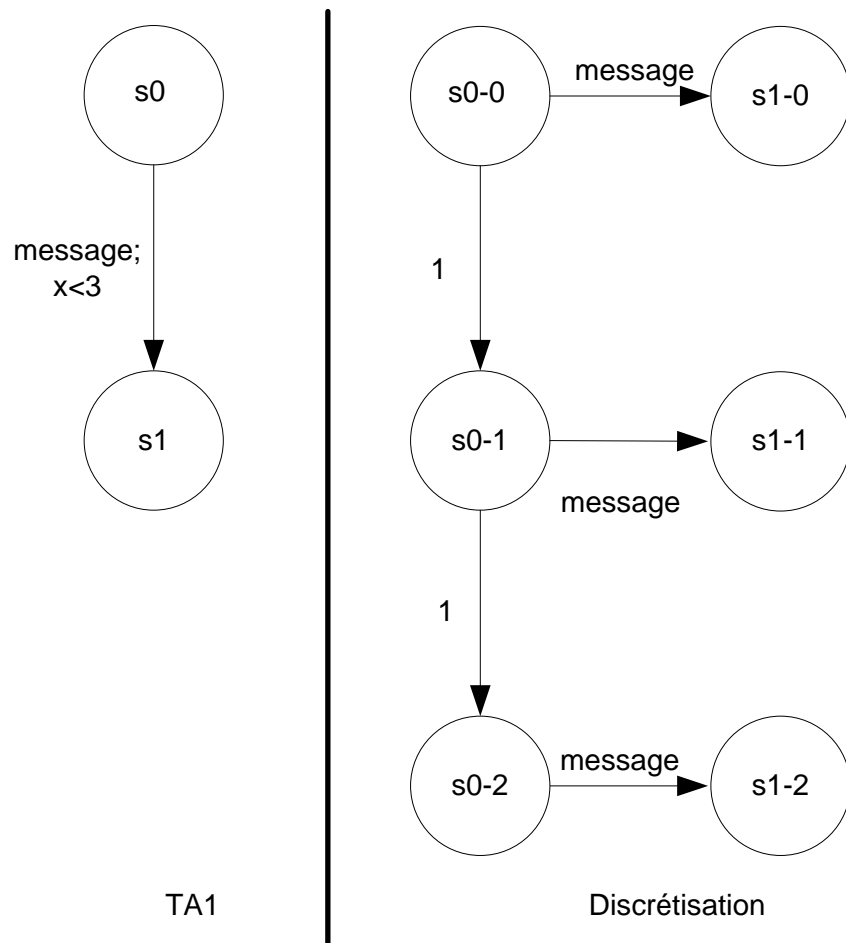 s0
message;
x<3
s1
TA1
s0-0
message
s1-0
1
s0-1
message
s1-1
1
s0-2
message
s1-2
Discrétisation